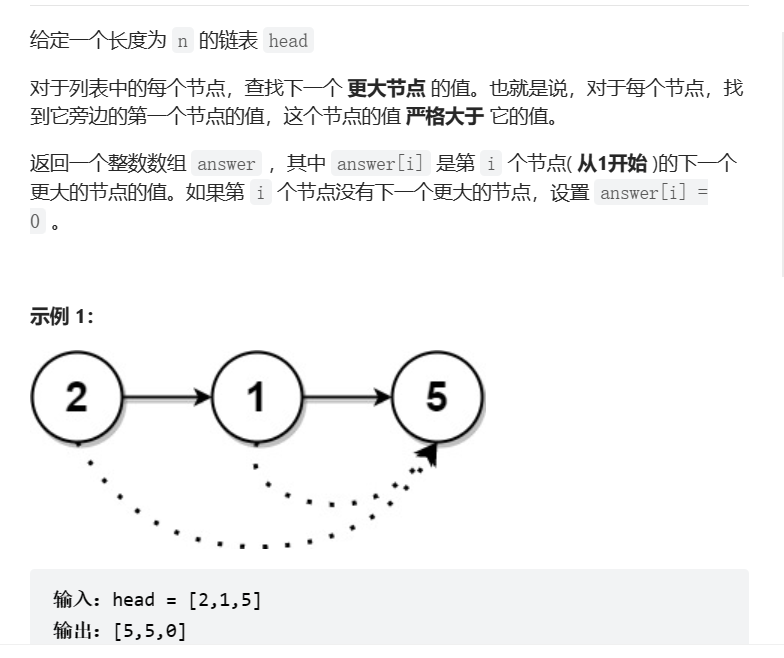 给定一个长度为 n 的链表 head
对于列表中的每个节点，查找下一个 更大节点 的值。也就是说，对于每个节点，找
到它旁边的第一个节点的值，这个节点的值 严格大于 它的值。
返回一个整数数组 answer ，其中 answer[i] 是第 i 个节点( 从1开始 )的下一个
更大的节点的值。如果第 i 个节点没有下一个更大的节点，设置 answer[i] =
0 。
示例 1：
2 1 5
输入：head = [2,1,5]
输出：[5,5,0]